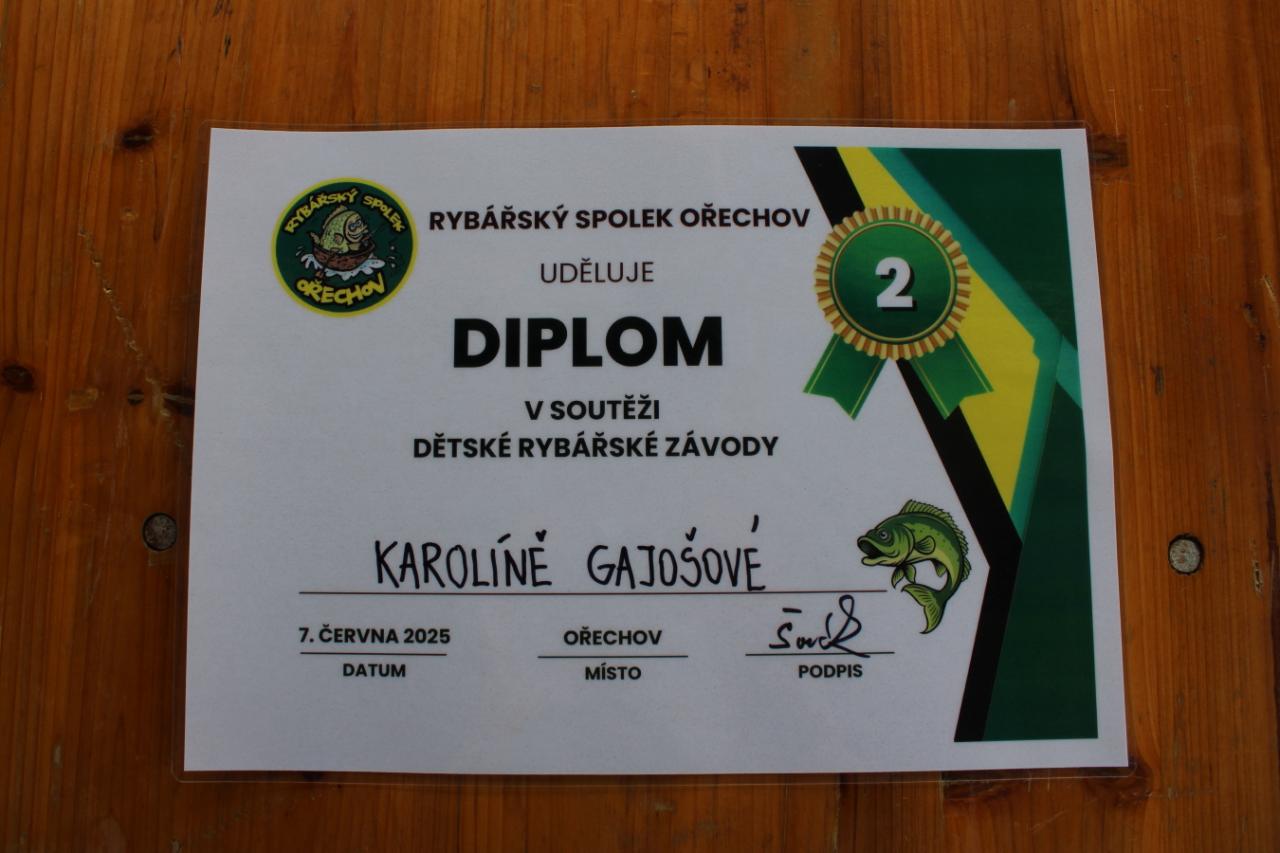 RYBÁŘSKÝ SPOLEK
OŘECHOV
RYBÁŘSKÝ SPOLEK OŘECHOV
UDĚLUJE
DIPLOM
V SOUTĚŽI
DĚTSKÉ RYBÁŘSKÉ ZÁVODY
2
KAROLÍNĚ GAJOŠOVÉ
7. ČERVNA 2025
OŘECHOV
DATUM
MÍSTO
PODPIS